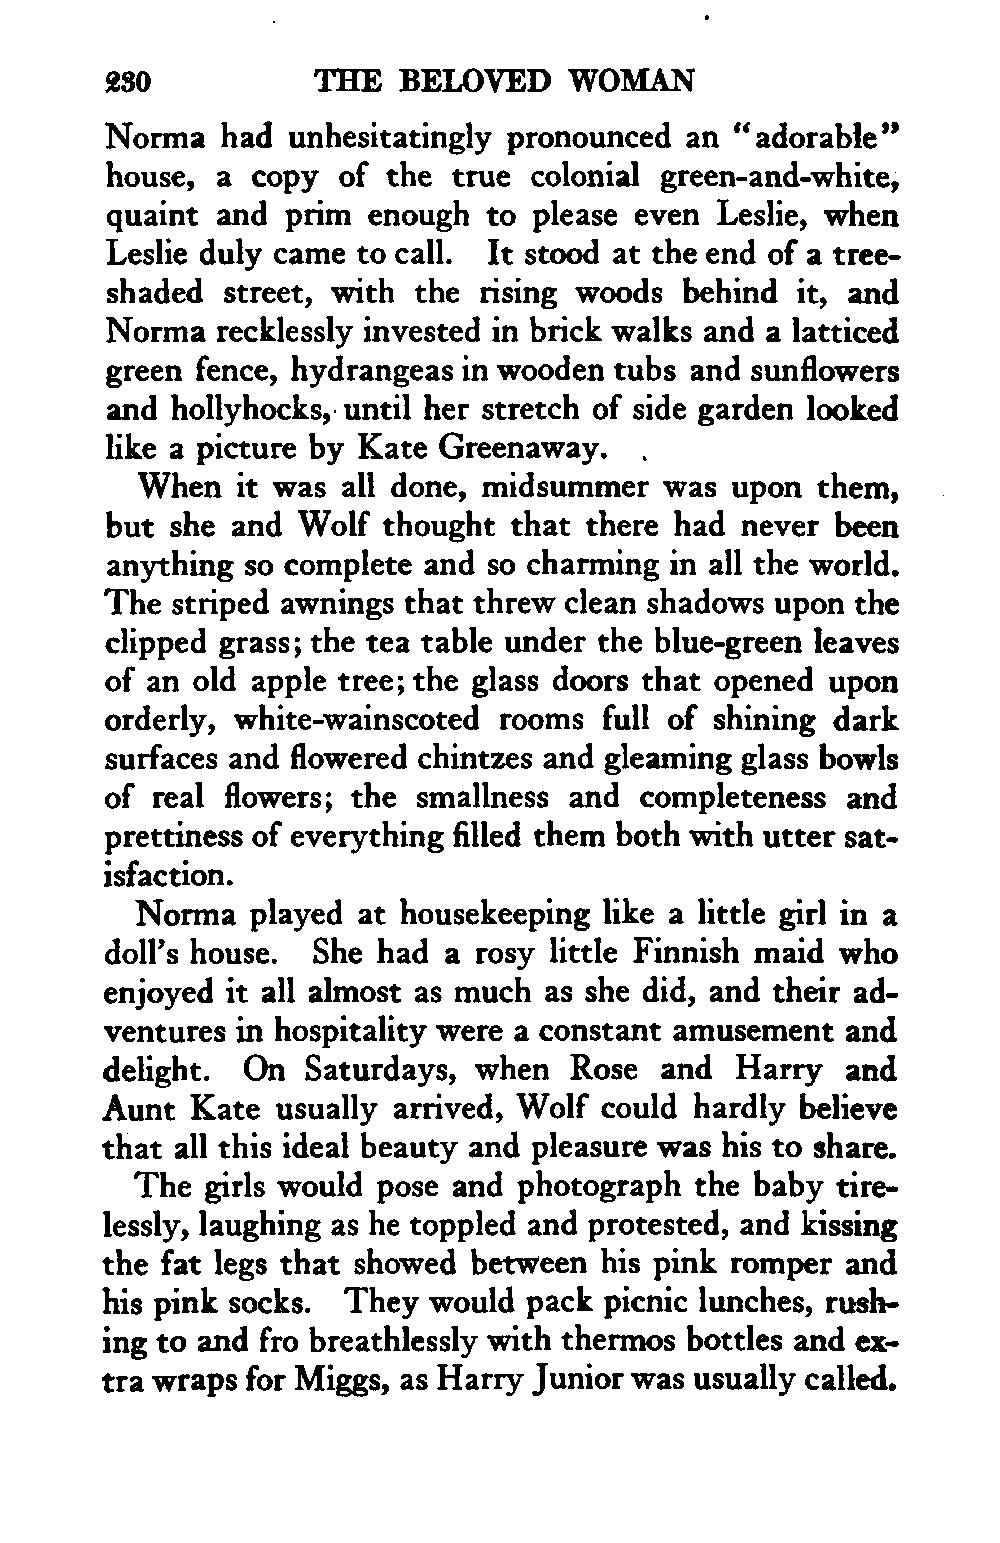 230 THE BELOVED WOMAN
Norma had unhesitatingly pronounced an "adorable"
house, a copy of the true colonial green-and-white,
quaint and prim enough to please even Leslie, when
Leslie duly came to call. It stood at the end of a tree-
shaded street, with the rising woods behind it, and
Norma recklessly invested in brick walks and a latticed
green fence, hydrangeas in wooden tubs and sunflowers
and hollyhocks, until her stretch of side garden looked
like a picture by Kate Greenaway.
When it was all done, midsummer was upon them,
but she and Wolf thought that there had never been
anything so complete and so charming in all the world.
The striped awnings that threw clean shadows upon the
clipped grass; the tea table under the blue-green leaves
of an old apple tree; the glass doors that opened upon
orderly, white-wainscoted rooms full of shining dark
surfaces and flowered chintzes and gleaming glass bowls
of real flowers; the smallness and completeness and
prettiness of everything filled them both with utter sat-
isfaction.
Norma played at housekeeping like a little girl in a
doll's house. She had a rosy little Finnish maid who
enjoyed it all almost as much as she did, and their ad-
ventures in hospitality were a constant amusement and
delight. On Saturdays, when Rose and Harry and
Aunt Kate usually arrived, Wolf could hardly believe
that all this ideal beauty and pleasure was his to share.
The girls would pose and photograph the baby tire-
lessly, laughing as he toppled and protested, and kissing
the fat legs that showed between his pink romper and
his pink socks. They would pack picnic lunches, rush-
ing to and fro breathlessly with thermos bottles and ex-
tra wraps for Miggs, as Harry Junior was usually called.